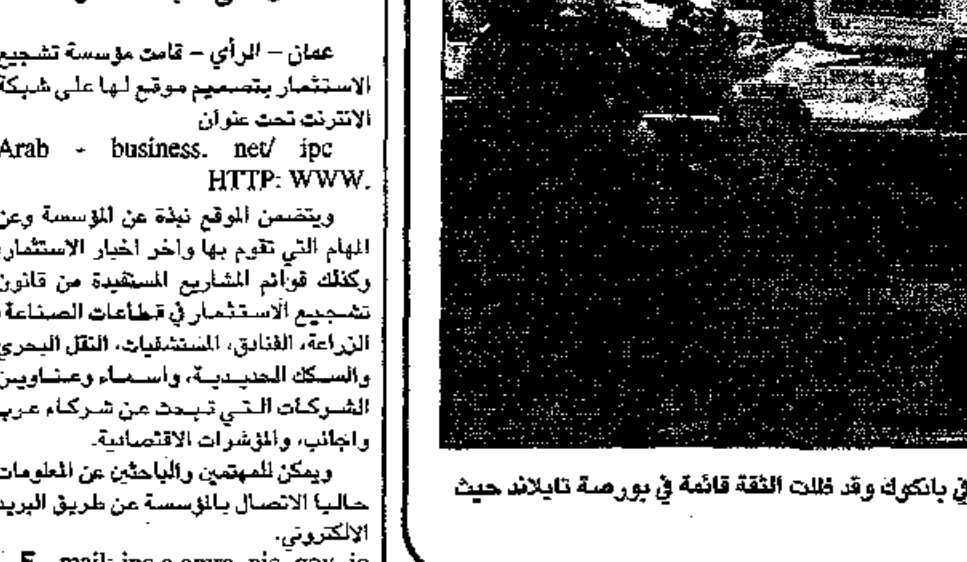 عمان – الرأي – قامت مؤسسة تشجيع
الاستثمار بتصميم موقع لها على شبكة
الانترنت تحت عنوان
Arab - business. net/ ipc
HTTP: WWW.
ويتضمن الموقع نبذة عن المؤسسة وعن
المهام التي تقوم بها واخر اخبار الاستثمار،
وكذلك قوائم المشاريع المستفيدة من قانون
تشجيع الاستثمار في قطاعات الصناعة،
الزراعة، الفنادق، المستشفيات، النقل البحري
والسكك الحديدية، واسماء وعناوين
الشركات التي تبحث عن شركاء عرب
واجانب، والمؤشرات الاقتصادية.
ويمكن للمهتمين والباحثين عن المعلومات
حاليا الاتصال بالمؤسسة عن طريق البريد
الالكتروني.
في بانكوك وقد ظلت الثقة قائمة في بورصة تايلاند حيث